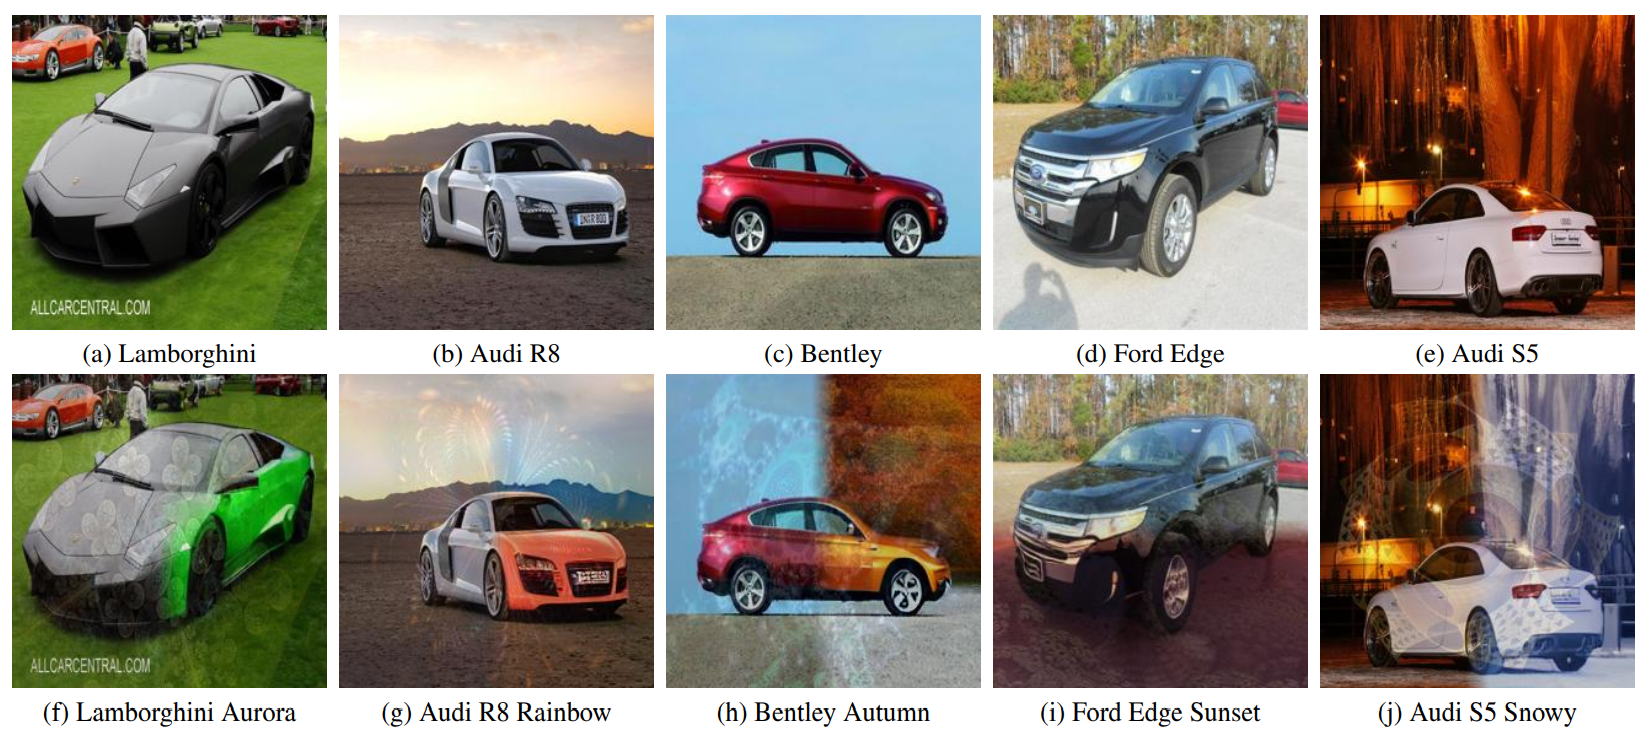 ALLCARCENTRAL.COM
(a) Lamborghini
(b) Audi R8
(c) Bentley
(d) Ford Edge
(e) Audi S5
ALLCARCENTRAL.COM
(f) Lamborghini Aurora
(g) Audi R8 Rainbow
(h) Bentley Autumn
(i) Ford Edge Sunset
(j) Audi S5 Snowy